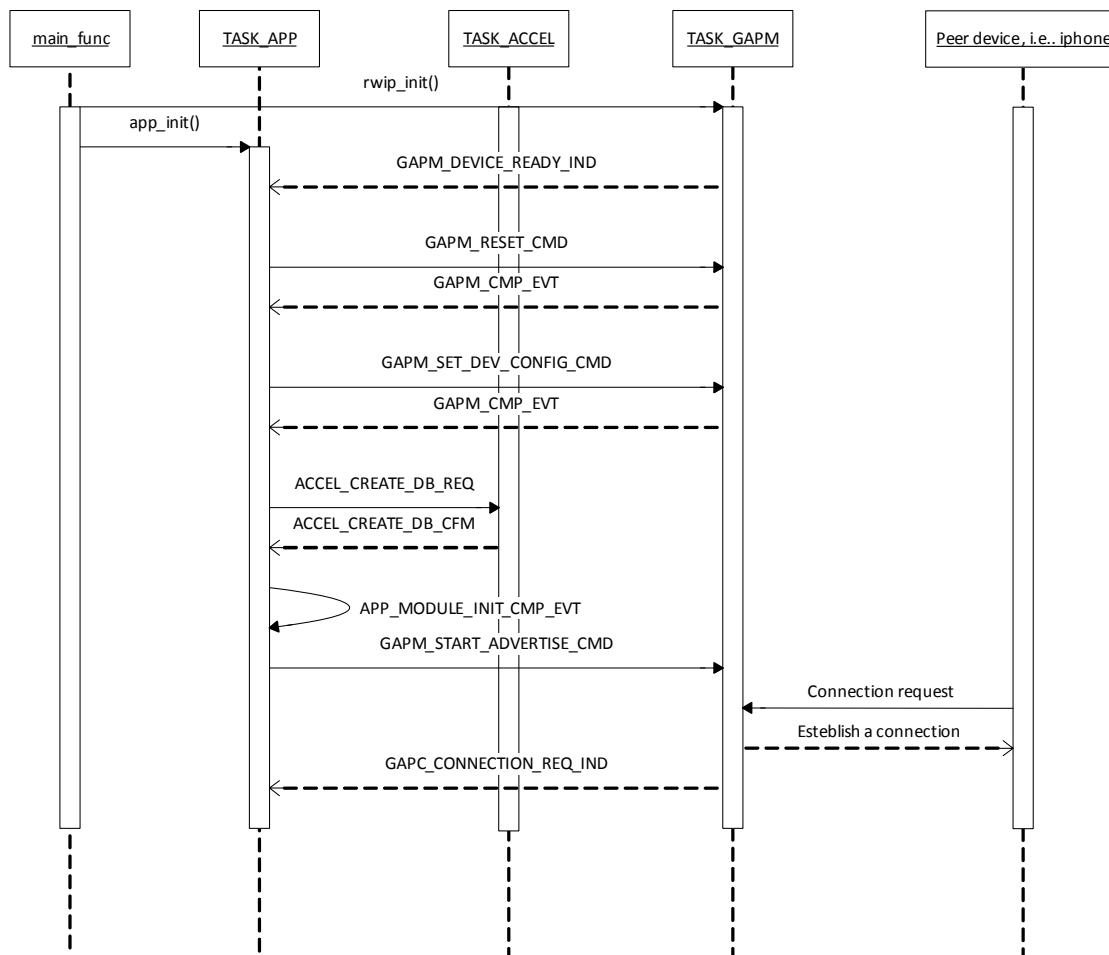 main_func
TASK_APP
TASK_ACCEL
TASK_GAPM
Peer device, i.e.. iphone
rwip_init()
app_init()
GAPM_DEVICE_READY_IND
GAPM_RESET_CMD
GAPM_CMP_EVT
GAPM_SET_DEV_CONFIG_CMD
GAPM_CMP_EVT
ACCEL_CREATE_DB_REQ
ACCEL_CREATE_DB_CFM
APP_MODULE_INIT_CMP_EVT
GAPM_START_ADVERTISE_CMD
Connection request
Esteblish a connection
GAPC_CONNECTION_REQ_IND